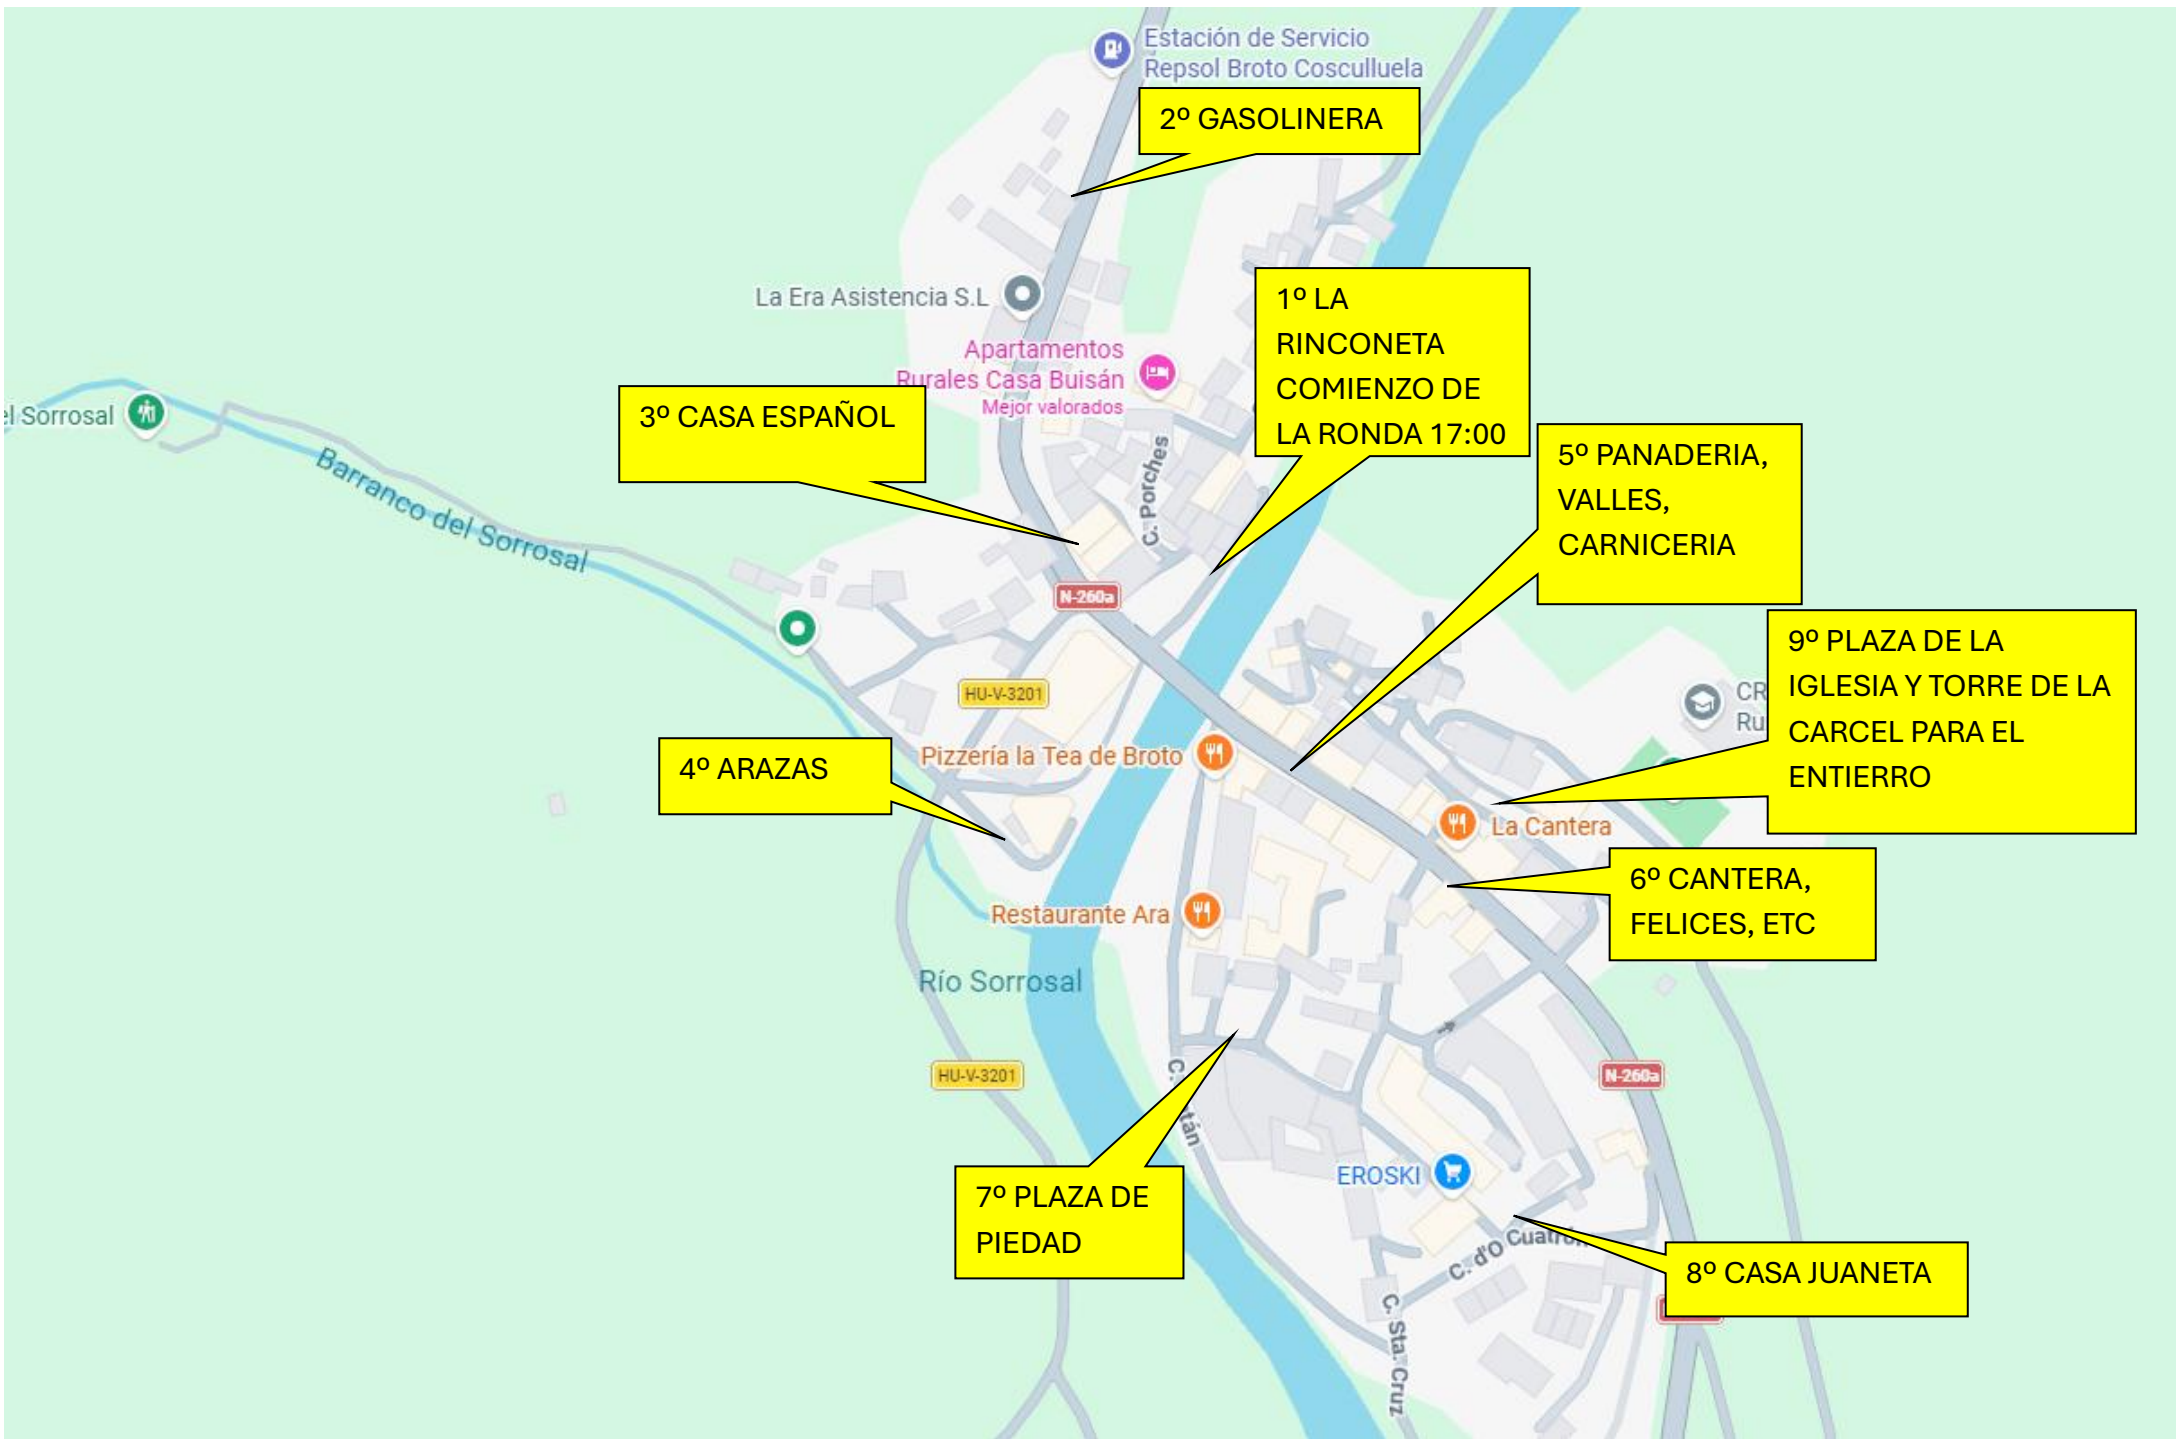 Estación de Servicio
Repsol Broto Cosculluela
2º GASOLINERA
La Era Asistencia S.L
1º LA
RINCONETA
COMIENZO DE
LA RONDA 17:00
Apartamentos
Rurales Casa Buisán
Mejor valorados
3º CASA ESPAÑOL
el Sorrosal
Barranco del Sorrosal
C. Porches
5º PANADERIA,
VALLES,
CARNICERIA
N-260a
9º PLAZA DE LA
IGLESIA Y TORRE DE LA
CARCEL PARA EL
ENTIERRO
CR
Ru
HU-V-3201
Pizzería la Tea de Broto
4º ARAZAS
La Cantera
6º CANTERA,
FELICES, ETC
Restaurante Ara
Río Sorrosal
HU-V-3201
N-260a
C.
tán
EROSKI
7º PLAZA DE
PIEDAD
C. d'O
8º CASA JUANETA
C. Sta. Cruz